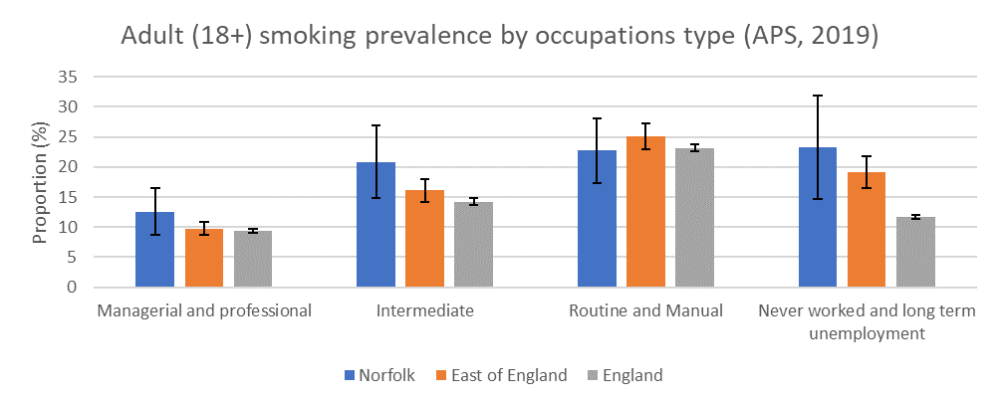 Adult (18+) smoking prevalence by occupations type (APS, 2019)
Proportion (%)
35
30
25
20
15
10
5
0
Managerial and professional
Intermediate
Routine and Manual
Never worked and long term
unemployment
Norfolk
East of England
England